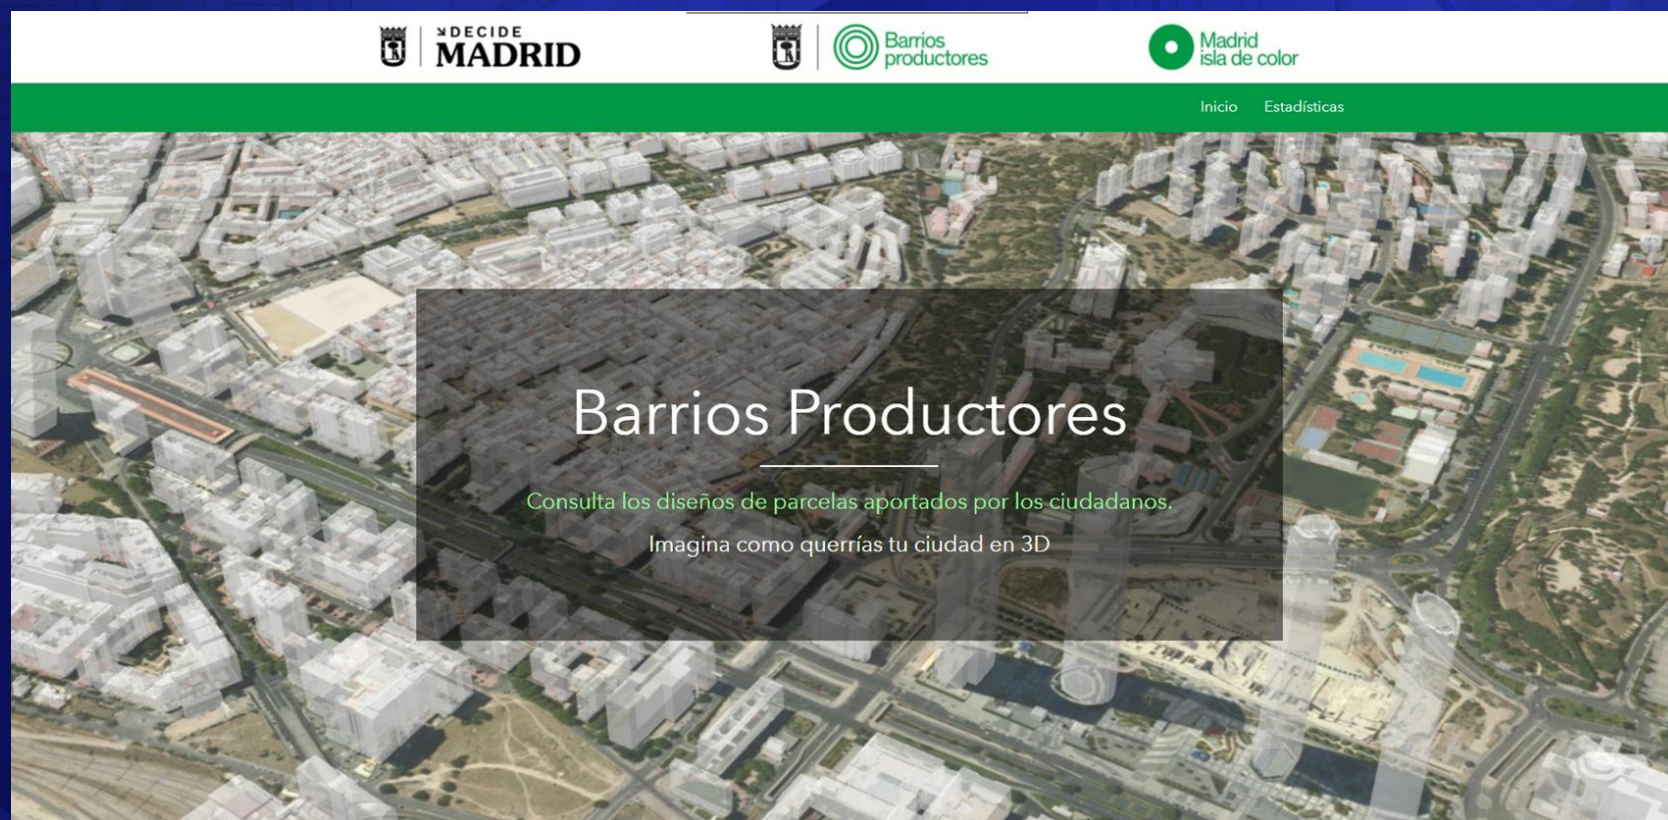 DECIDE
MADRID
Barrios
productores
Madrid
isla de color
Inicio
Estadísticas
Barrios Productores
Consulta los diseños de parcelas aportados por los ciudadanos.
Imagina como querrías tu ciudad en 3D